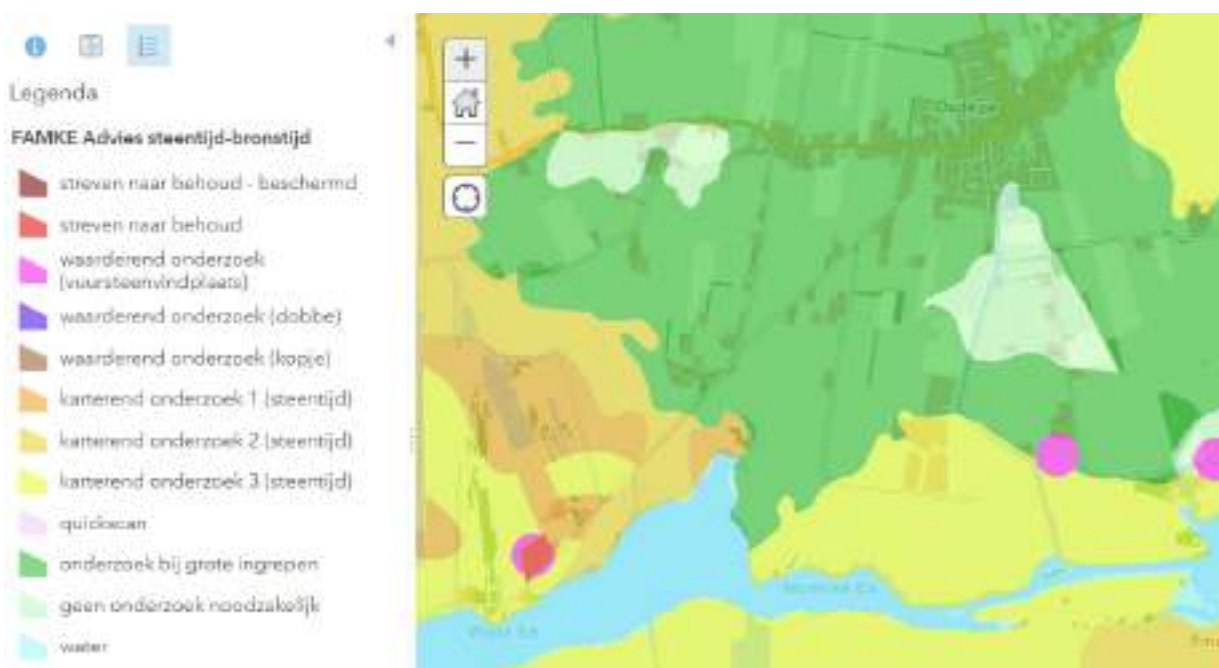 Legenda
FAMKE Advies steentijd-bronstijd
streven naar behoud - beschermd
streven naar behoud
waarderend onderzoek
(vuursteenvindplaats)
waarderend onderzoek (dobbe)
waarderend onderzoek (kopje)
karterend onderzoek 1 (steentijd)
karterend onderzoek 2 (steentijd)
karterend onderzoek 3 (steentijd)
quickscan
onderzoek bij grote ingrepen
geen onderzoek noodzakelijk
water
Oudega